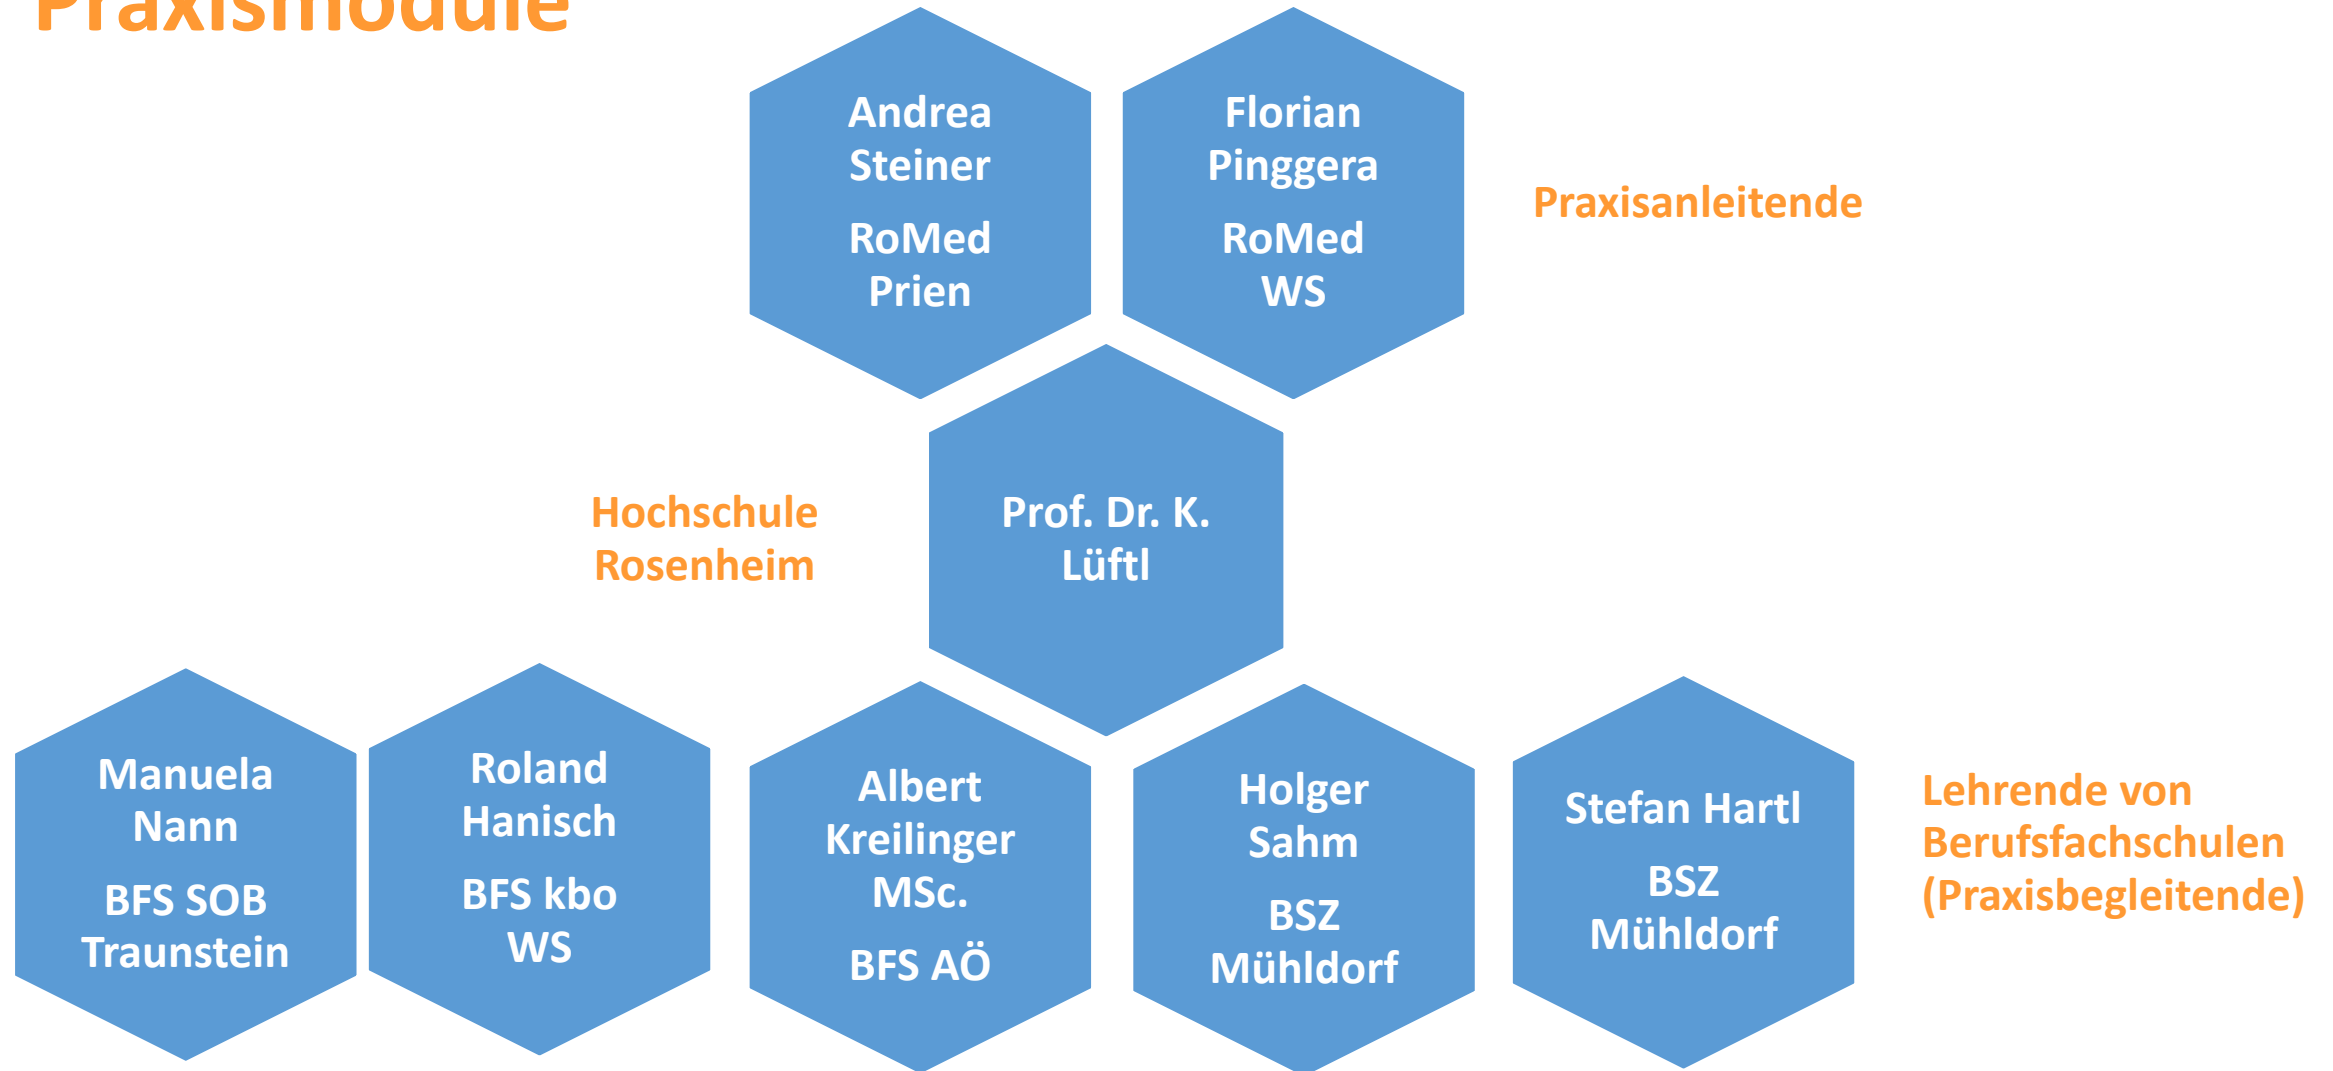 Praxismodule
Andrea
Steiner
RoMed
Prien
Florian
Pinggera
RoMed
WS
Praxisanleitende
Hochschule
Rosenheim
Prof. Dr. K.
Lüftl
Manuela
Nann
BFS SOB
Traunstein
Roland
Hanisch
BFS kbo
WS
Albert
Kreilinger
MSc.
BFS AÖ
Holger
Sahm
BSZ
Mühldorf
Stefan Hartl
BSZ
Mühldorf
Lehrende von
Berufsfachschulen
(Praxisbegleitende)